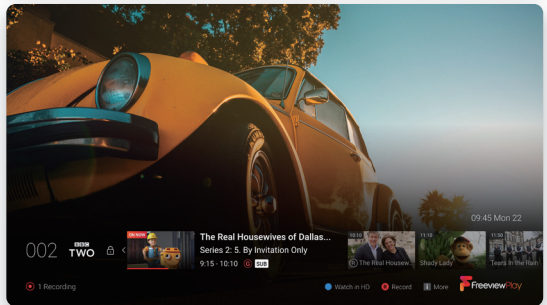 09:45 Mon 22
002
BBC
TWO
ON NOW
The Real Housewives of Dallas...
Series 2: 5. By Invitation Only
9:15 - 10:10 G SUB
10:10
R The Real Housew..
11:10
Shady Lady
11:50
Tears In the Rain
1 Recording
Watch in HD
R Record
i More
FreeviewPlay